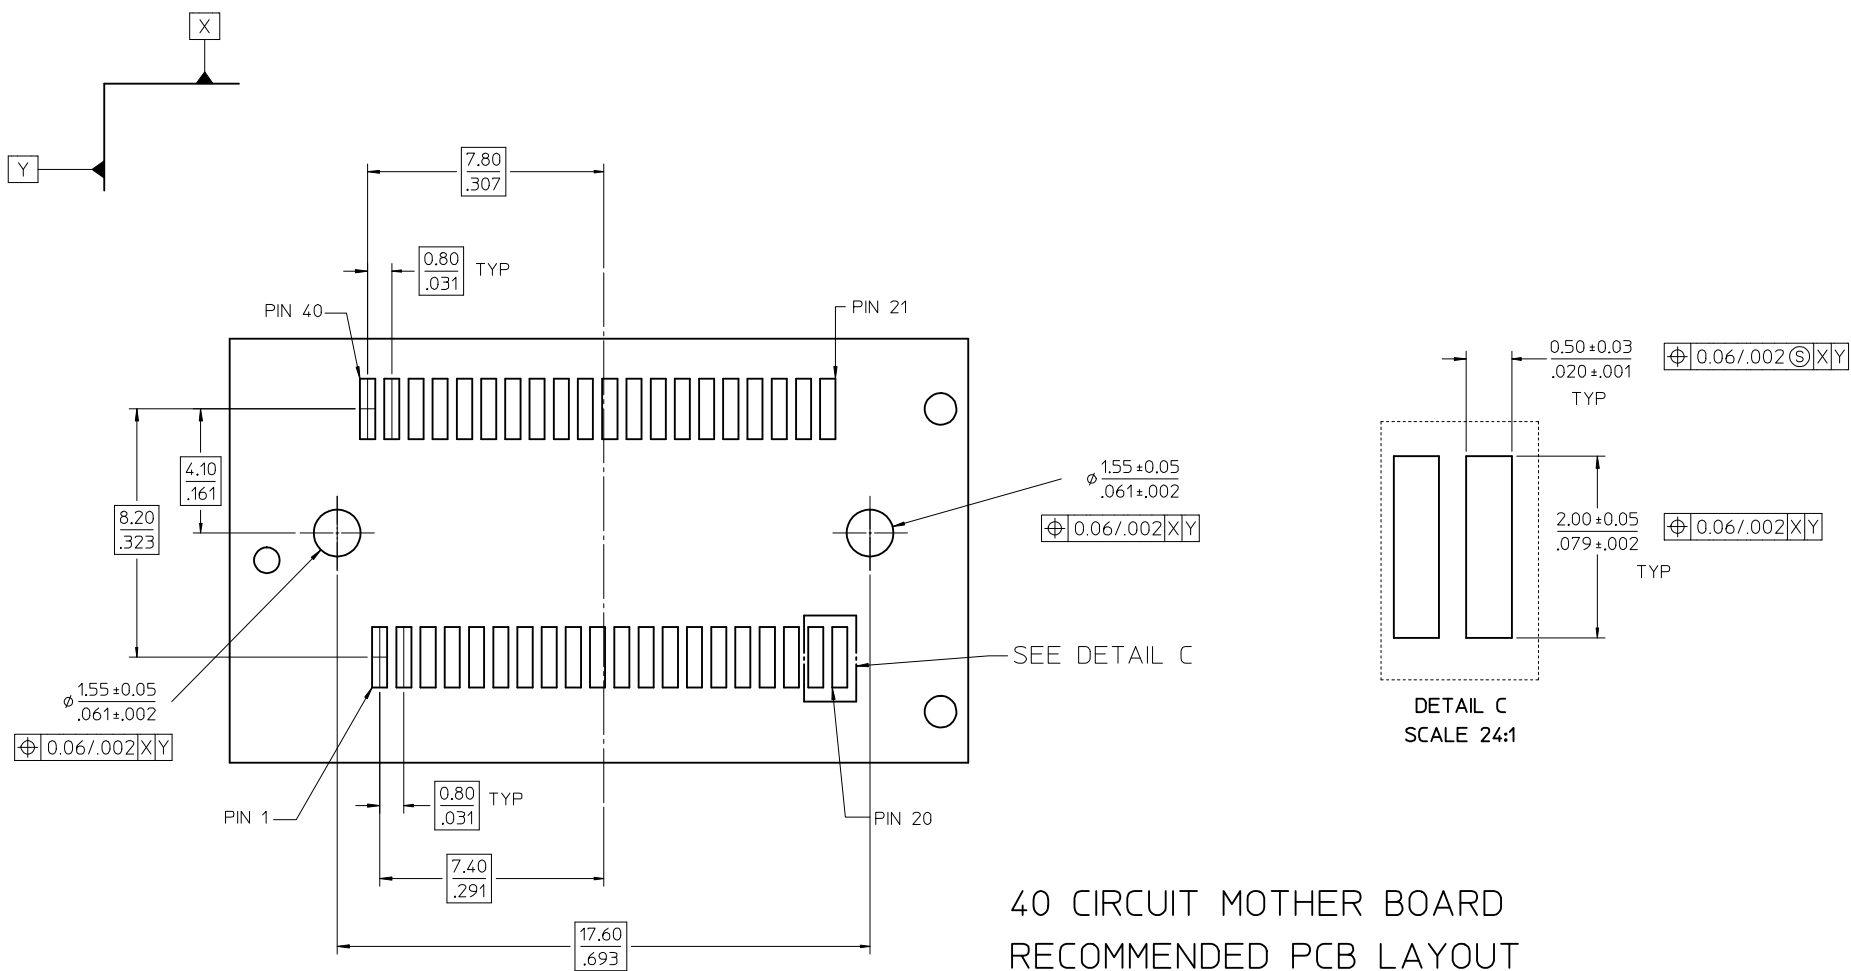 X
Y
7.80
.307
0.80
.031
TYP
PIN 40
PIN 21
4.10
.161
8.20
.323
⌀ 1.55±0.05
.061±.002
⌖ 0.06/.002 X Y
SEE DETAIL C
⌀ 1.55±0.05
.061±.002
⌖ 0.06/.002 X Y
PIN 1
0.80
.031
TYP
PIN 20
7.40
.291
17.60
.693
0.50±0.03
.020±.001
TYP
⌖ 0.06/.002 Ⓢ X Y
2.00±0.05
.079±.002
TYP
⌖ 0.06/.002 X Y
DETAIL C
SCALE 24:1
40 CIRCUIT MOTHER BOARD
RECOMMENDED PCB LAYOUT